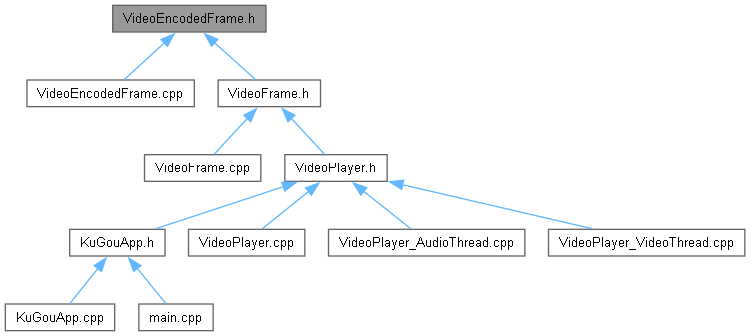 VideoEncodedFrame.h
VideoEncodedFrame.cpp
VideoFrame.h
VideoFrame.cpp
VideoPlayer.h
KuGouApp.h
VideoPlayer.cpp
VideoPlayer_AudioThread.cpp
VideoPlayer_VideoThread.cpp
KuGouApp.cpp
main.cpp